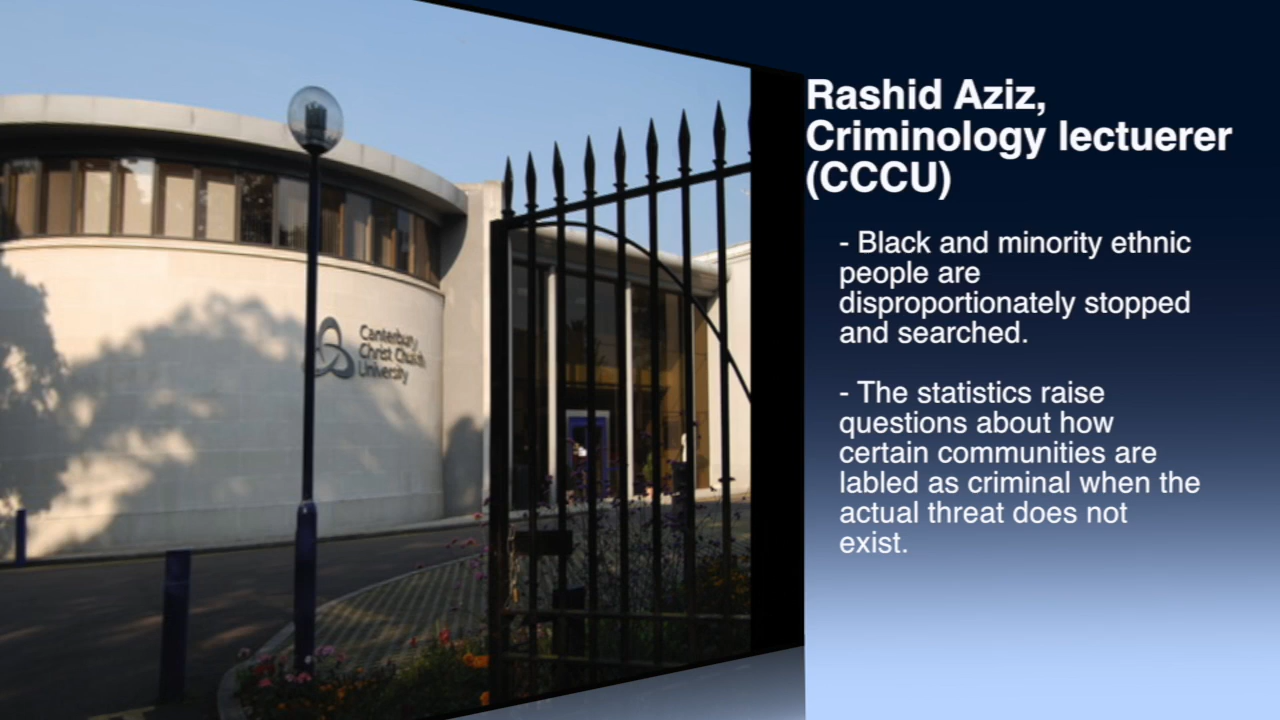 Canterbury
Christ Church
University
Rashid Aziz,
Criminology lectuerer
(CCCU)
- Black and minority ethnic
people are
disproportionately stopped
and searched.
- The statistics raise
questions about how
certain communities are
labled as criminal when the
actual threat does not
exist.